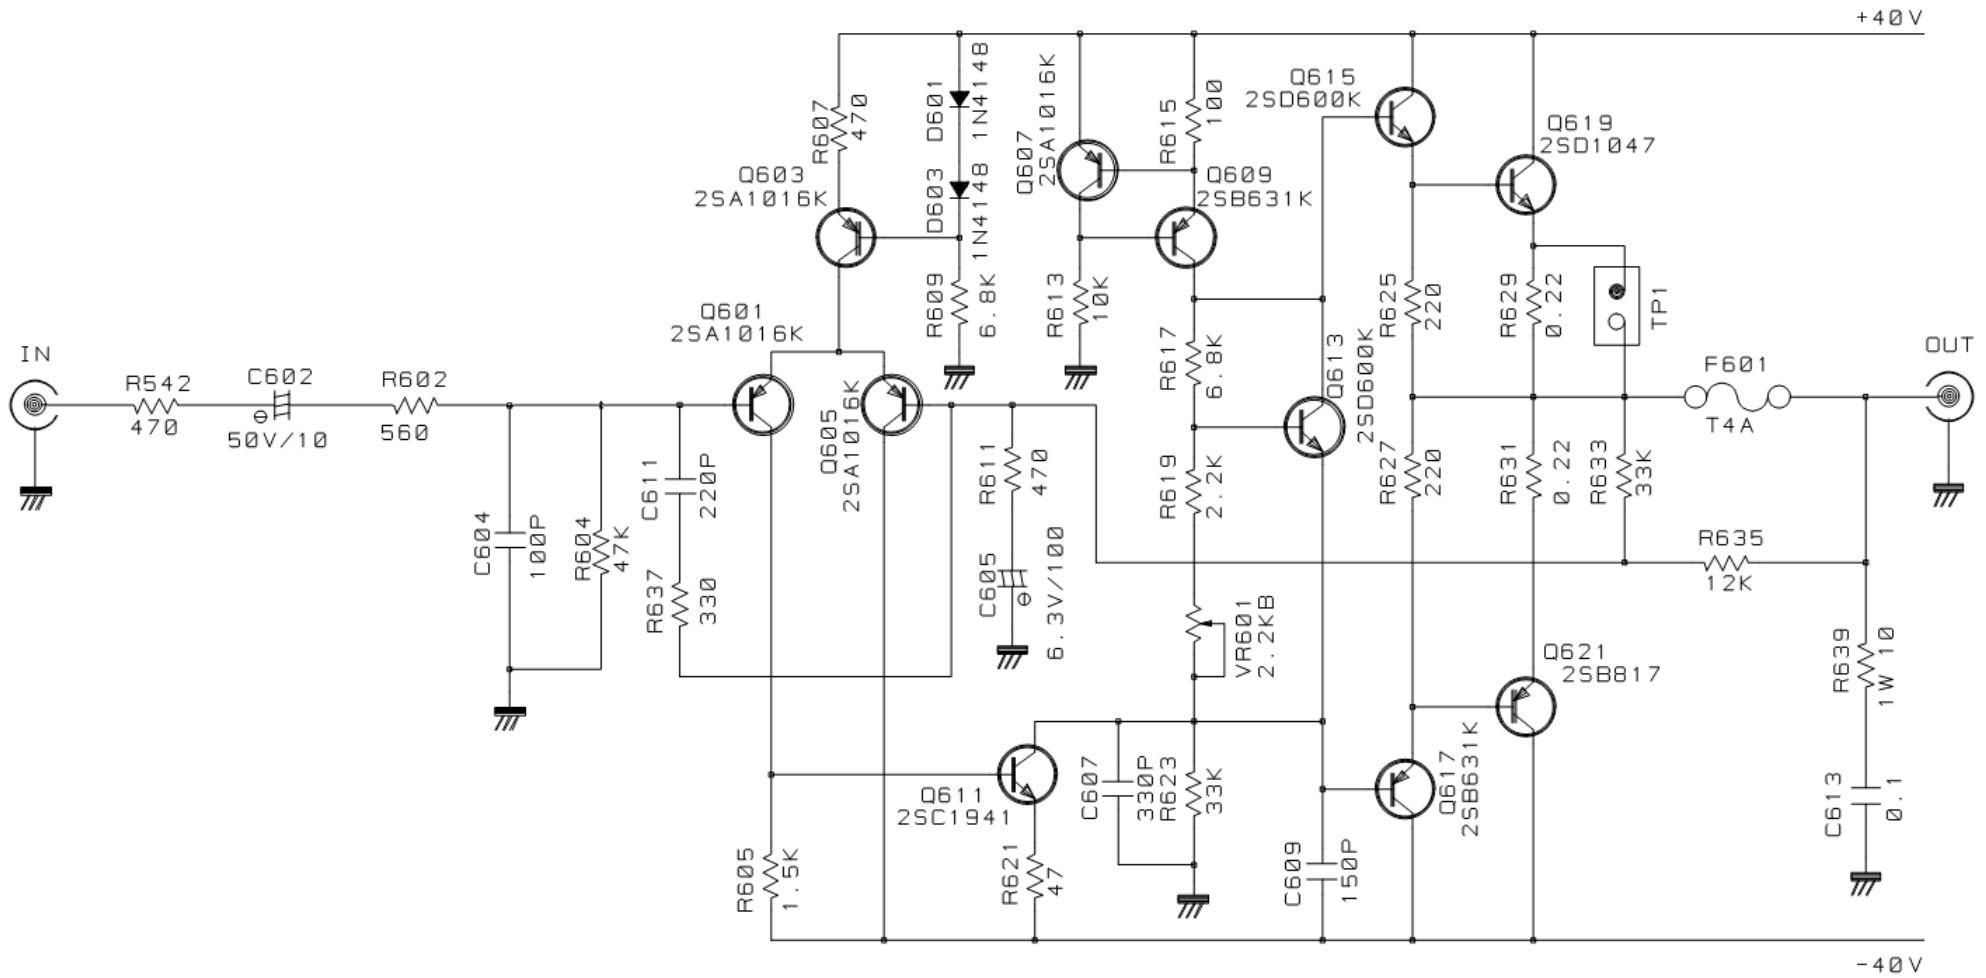 +40V
Q615
2SD600K
Q607
2SA1016K
R615
100
D601
1N4148
R607
470
Q619
2SD1047
Q603
2SA1016K
D603
1N4148
Q609
2SB631K
R609
6.8K
R613
10K
R625
220
R629
0.22
TP1
Q601
2SA1016K
R617
6.8K
Q613
2SD600K
IN
OUT
R542
470
C602
50V/10
R602
560
F601
T4A
Q605
2SA1016K
R611
470
R619
2.2K
R627
220
R631
0.22
R633
33K
C611
220P
C604
100P
R604
47K
R635
12K
C605
6.3V/100
R637
330
VR601
2.2KB
R639
1W 10
Q621
2SB817
Q611
2SC1941
C607
330P
R623
33K
Q617
2SB631K
C613
0.1
R605
1.5K
R621
47
C609
150P
-40V